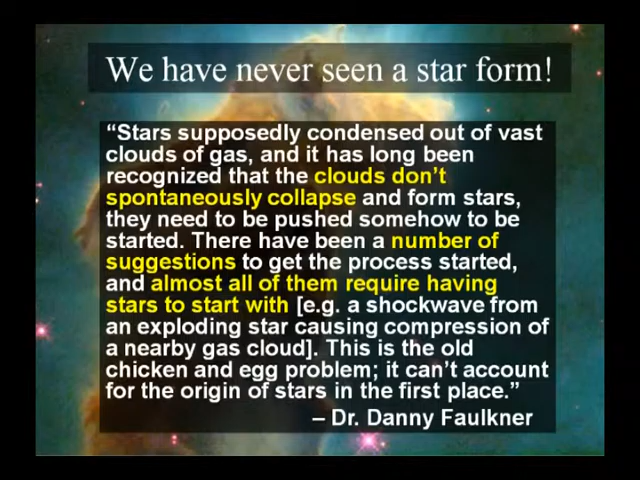 We have never seen a star form!
“Stars supposedly condensed out of vast
clouds of gas, and it has long been
recognized that the clouds don’t
spontaneously collapse and form stars,
they need to be pushed somehow to be
started. There have been a number of
suggestions to get the process started,
and almost all of them require having
stars to start with [e.g. a shockwave from
an exploding star causing compression of
a nearby gas cloud]. This is the old
chicken and egg problem; it can’t account
for the origin of stars in the first place.”
– Dr. Danny Faulkner